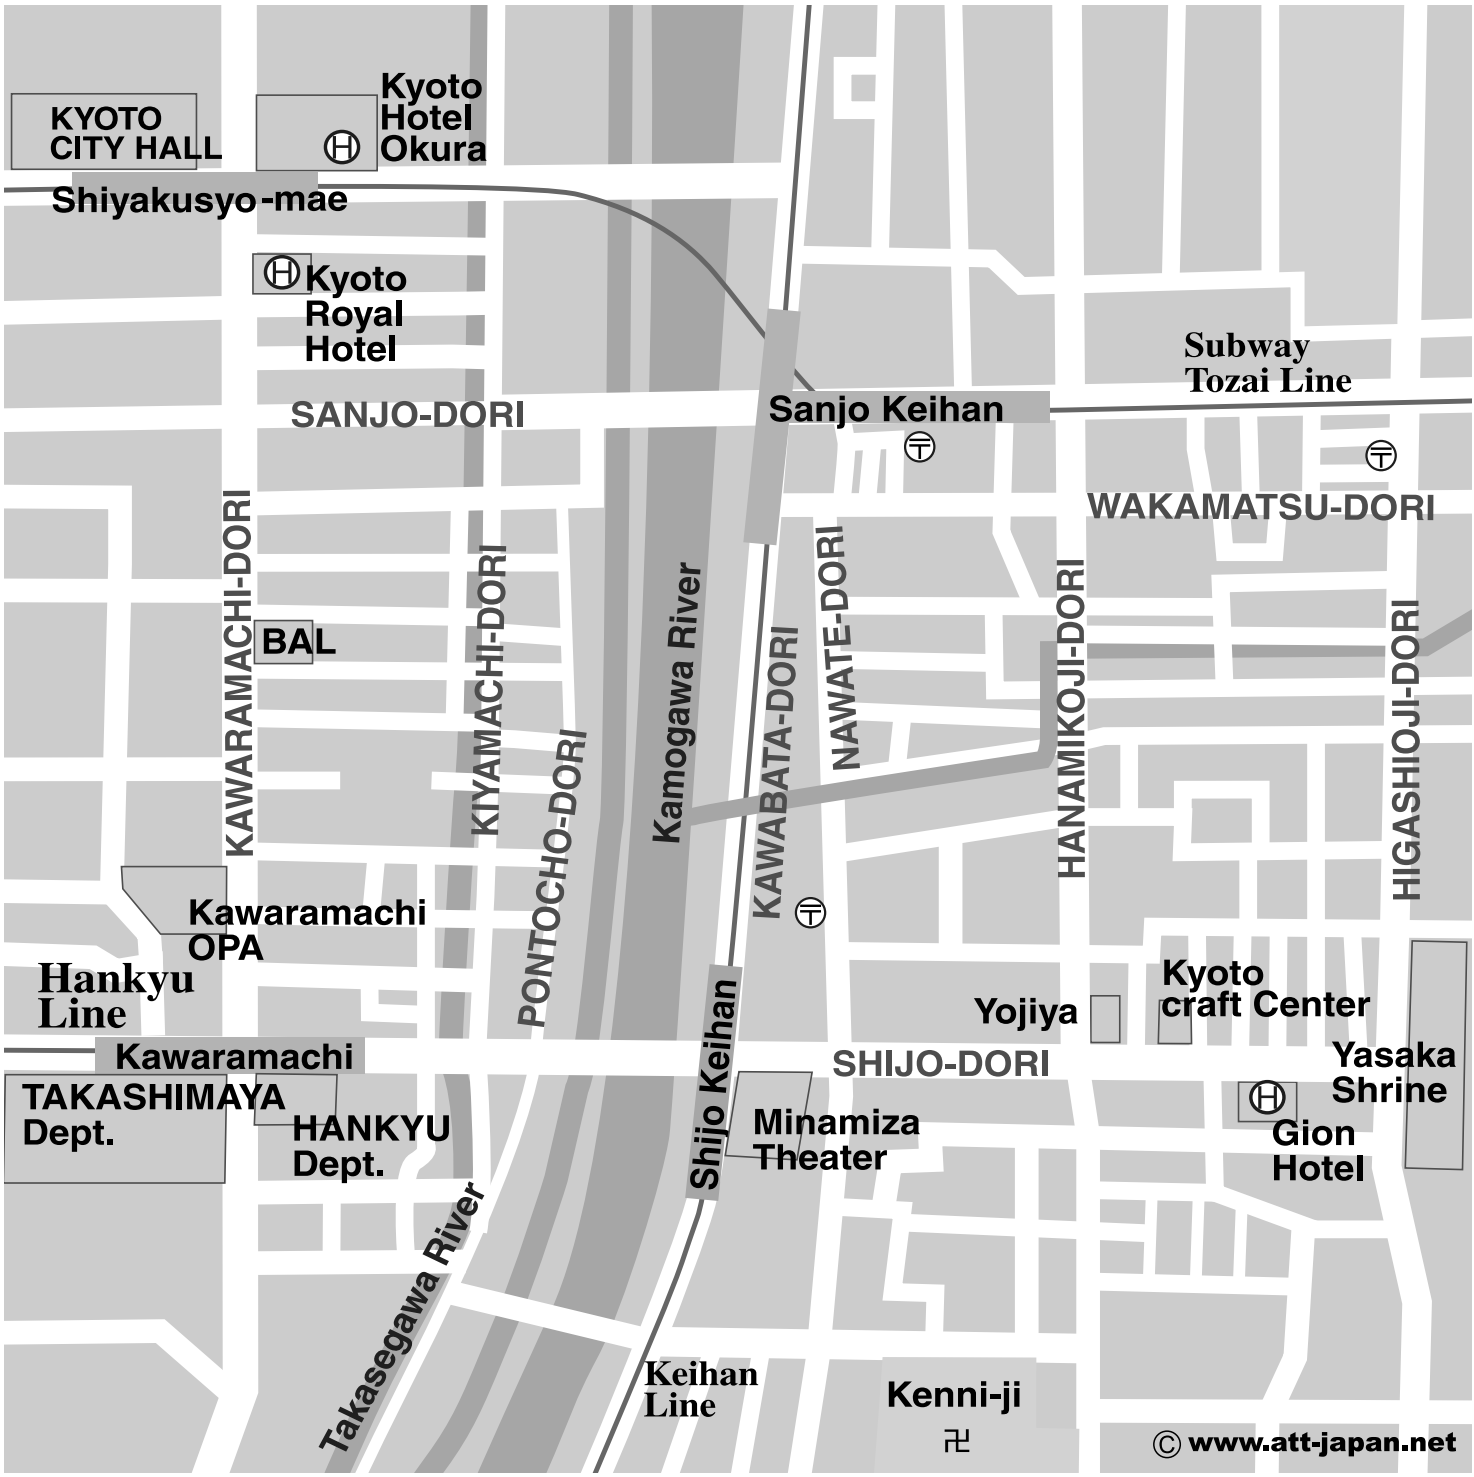 KYOTO
CITY HALL
Kyoto
Hotel
Okura
H
Shiyakusyo-mae
H
Kyoto
Royal
Hotel
Subway
Tozai Line
SANJO-DORI
Sanjo Keihan
〒
〒
WAKAMATSU-DORI
KAWARAMACHI-DORI
KIYAMACHI-DORI
Kamogawa River
NAWATE-DORI
HANAMIKOJI-DORI
HIGASHIOJI-DORI
BAL
KAWABATA-DORI
PONTOCHO-DORI
Kawaramachi
OPA
〒
Hankyu
Line
Kyoto
craft Center
Yojiya
Kawaramachi
Shijo Keihan
SHIJO-DORI
Yasaka
Shrine
TAKASHIMAYA
Dept.
HANKYU
Dept.
Minamiza
Theater
H
Gion
Hotel
Takasegawa River
Keihan
Line
Kenni-ji
卍
© www.att-japan.net